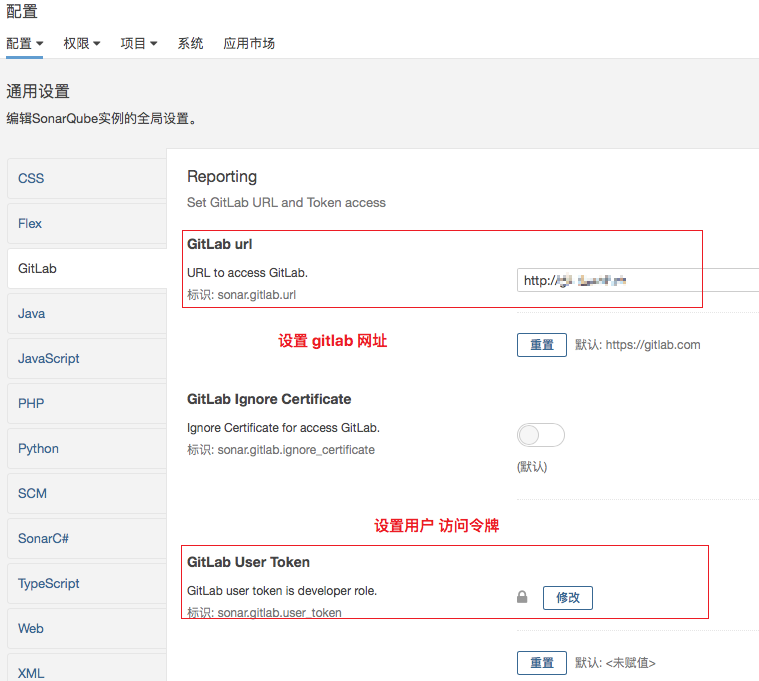 配置
配置 权限 项目 系统 应用市场
通用设置
编辑SonarQube实例的全局设置。
CSS
Flex
GitLab
Java
JavaScript
PHP
Python
SCM
SonarC#
TypeScript
Web
XML
Reporting
Set GitLab URL and Token access
GitLab url
URL to access GitLab.
标识: sonar.gitlab.url
http://
设置 gitlab 网址
重置 默认: https://gitlab.com
GitLab Ignore Certificate
Ignore Certificate for access GitLab.
标识: sonar.gitlab.ignore_certificate
(默认)
设置用户 访问令牌
GitLab User Token
GitLab user token is developer role.
标识: sonar.gitlab.user_token
修改
重置 默认: <未赋值>